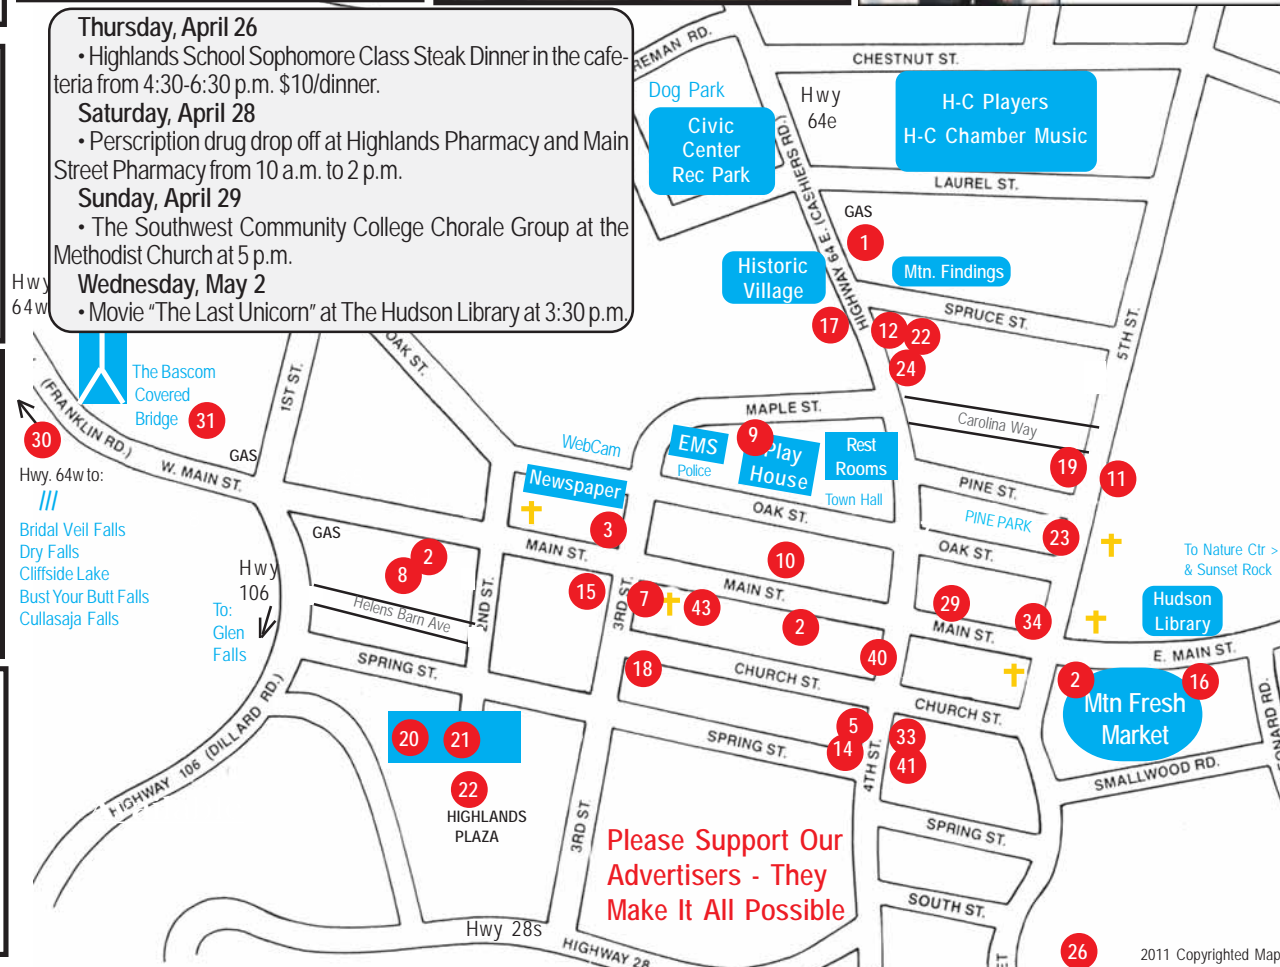 Thursday, April 26
• Highlands School Sophomore Class Steak Dinner in the cafe-
teria from 4:30-6:30 p.m. $10/dinner.
Saturday, April 28
• Perscription drug drop off at Highlands Pharmacy and Main
Street Pharmacy from 10 a.m. to 2 p.m.
Sunday, April 29
• The Southwest Community College Chorale Group at the
Methodist Church at 5 p.m.
Wednesday, May 2
• Movie “The Last Unicorn” at The Hudson Library at 3:30 p.m.
REMAN RD.
CHESTNUT ST.
Dog Park
Civic
Center
Rec Park
Hwy
64e
H-C Players
H-C Chamber Music
LAUREL ST.
HIGHWAY 64 E. (CASHIERS RD.)
GAS
1
Historic
Village
Mtn. Findings
SPRUCE ST.
5TH ST.
17
12
22
24
Hwy
64w
OAK ST.
1ST ST.
The Bascom
Covered
Bridge
31
(FRANKLIN RD.)
30
W. MAIN ST.
GAS
Hwy. 64w to:
Bridal Veil Falls
Dry Falls
Cliffside Lake
Bust Your Butt Falls
Cullasaja Falls
MAPLE ST.
Carolina Way
WebCam
EMS
Police
9
Play
House
Rest
Rooms
Town Hall
19
11
Newspaper
OAK ST.
PINE ST.
PINE PARK
23
3
GAS
MAIN ST.
OAK ST.
To Nature Ctr >
& Sunset Rock
2
8
10
Hwy
106
To:
Glen
Falls
Helens Barn Ave
2ND ST.
15
3RD ST.
7
43
MAIN ST.
2
29
34
MAIN ST.
Hudson
Library
E. MAIN ST.
SPRING ST.
18
CHURCH ST.
40
2
16
Mtn Fresh
Market
CHURCH ST.
ONARD RD.
HIGHWAY 106 (DILLARD RD.)
20
21
22
HIGHLANDS
PLAZA
SPRING ST.
5
14
4TH ST.
33
41
SMALLWOOD RD.
3RD ST.
SPRING ST.
Please Support Our
Advertisers - They
Make It All Possible
SOUTH ST.
Hwy 28s
HIGHWAY 28
ET
26
2011 Copyrighted Map